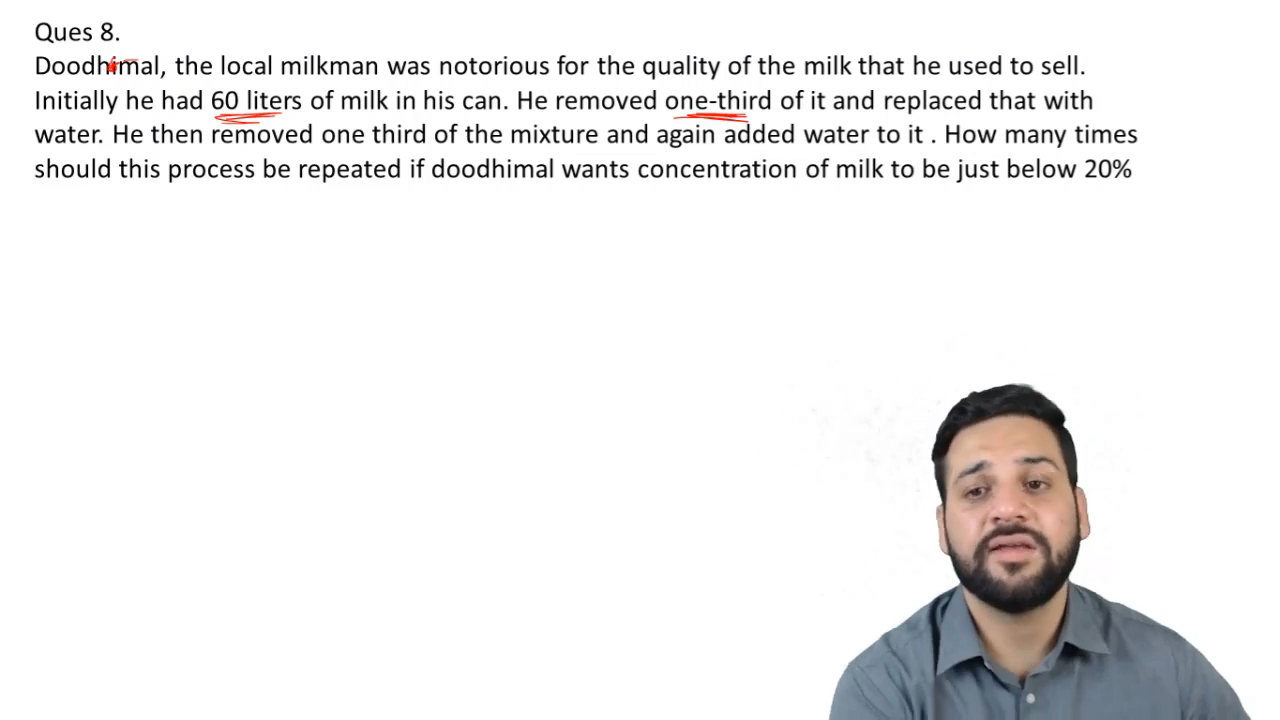 Ques 8.
Doodhimal, the local milkman was notorious for the quality of the milk that he used to sell.
Initially he had 60 liters of milk in his can. He removed one-third of it and replaced that with
water. He then removed one third of the mixture and again added water to it . How many times
should this process be repeated if doodhimal wants concentration of milk to be just below 20%